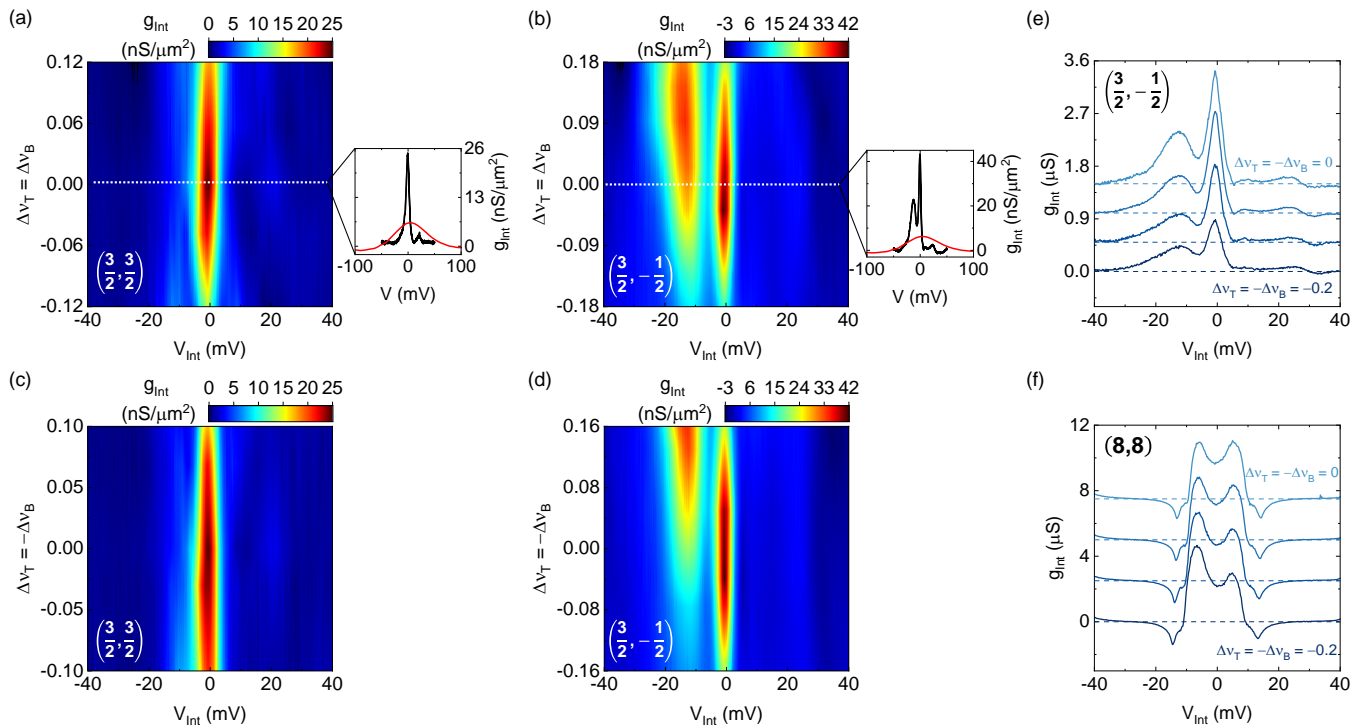 (a)
g_Int
(nS/μm²)
0 5 10 15 20 25
0.12
0.06
0.00
-0.06
-0.12
Δν_T = Δν_B
(3/2, 3/2)
-40 -20 0 20 40
V_Int (mV)
26
13
0
g_Int (nS/μm²)
-100 0 100
V (mV)
(b)
g_Int
(nS/μm²)
-3 6 15 24 33 42
0.18
0.09
0.00
-0.09
-0.18
Δν_T = Δν_B
(3/2, -1/2)
-40 -20 0 20 40
V_Int (mV)
40
20
0
g_Int (nS/μm²)
-100 0 100
V (mV)
(e)
3.6
2.7
1.8
0.9
0.0
g_Int (μS)
(3/2, -1/2)
Δν_T = -Δν_B = 0
Δν_T = -Δν_B = -0.2
-40 -20 0 20 40
V_Int (mV)
(c)
g_Int
(nS/μm²)
0 5 10 15 20 25
0.10
0.05
0.00
-0.05
-0.10
Δν_T = -Δν_B
(3/2, 3/2)
-40 -20 0 20 40
V_Int (mV)
(d)
g_Int
(nS/μm²)
-3 6 15 24 33 42
0.16
0.08
0.00
-0.08
-0.16
Δν_T = -Δν_B
(3/2, -1/2)
-40 -20 0 20 40
V_Int (mV)
(f)
12
8
4
0
g_Int (μS)
(8,8)
Δν_T = -Δν_B = 0
Δν_T = -Δν_B = -0.2
-40 -20 0 20 40
V_Int (mV)